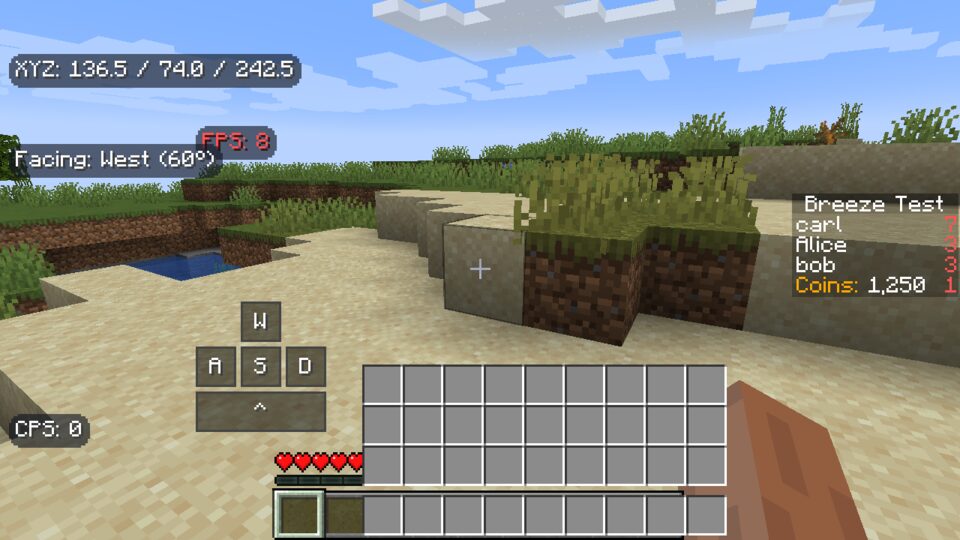 XYZ: 136.5 / 74.0 / 242.5
FPS: 8
Facing: West (60º)
Breeze Test
carl 7
Alice 3
bob 3
Coins: 1,250 1
W
A S D
^
CPS: 0